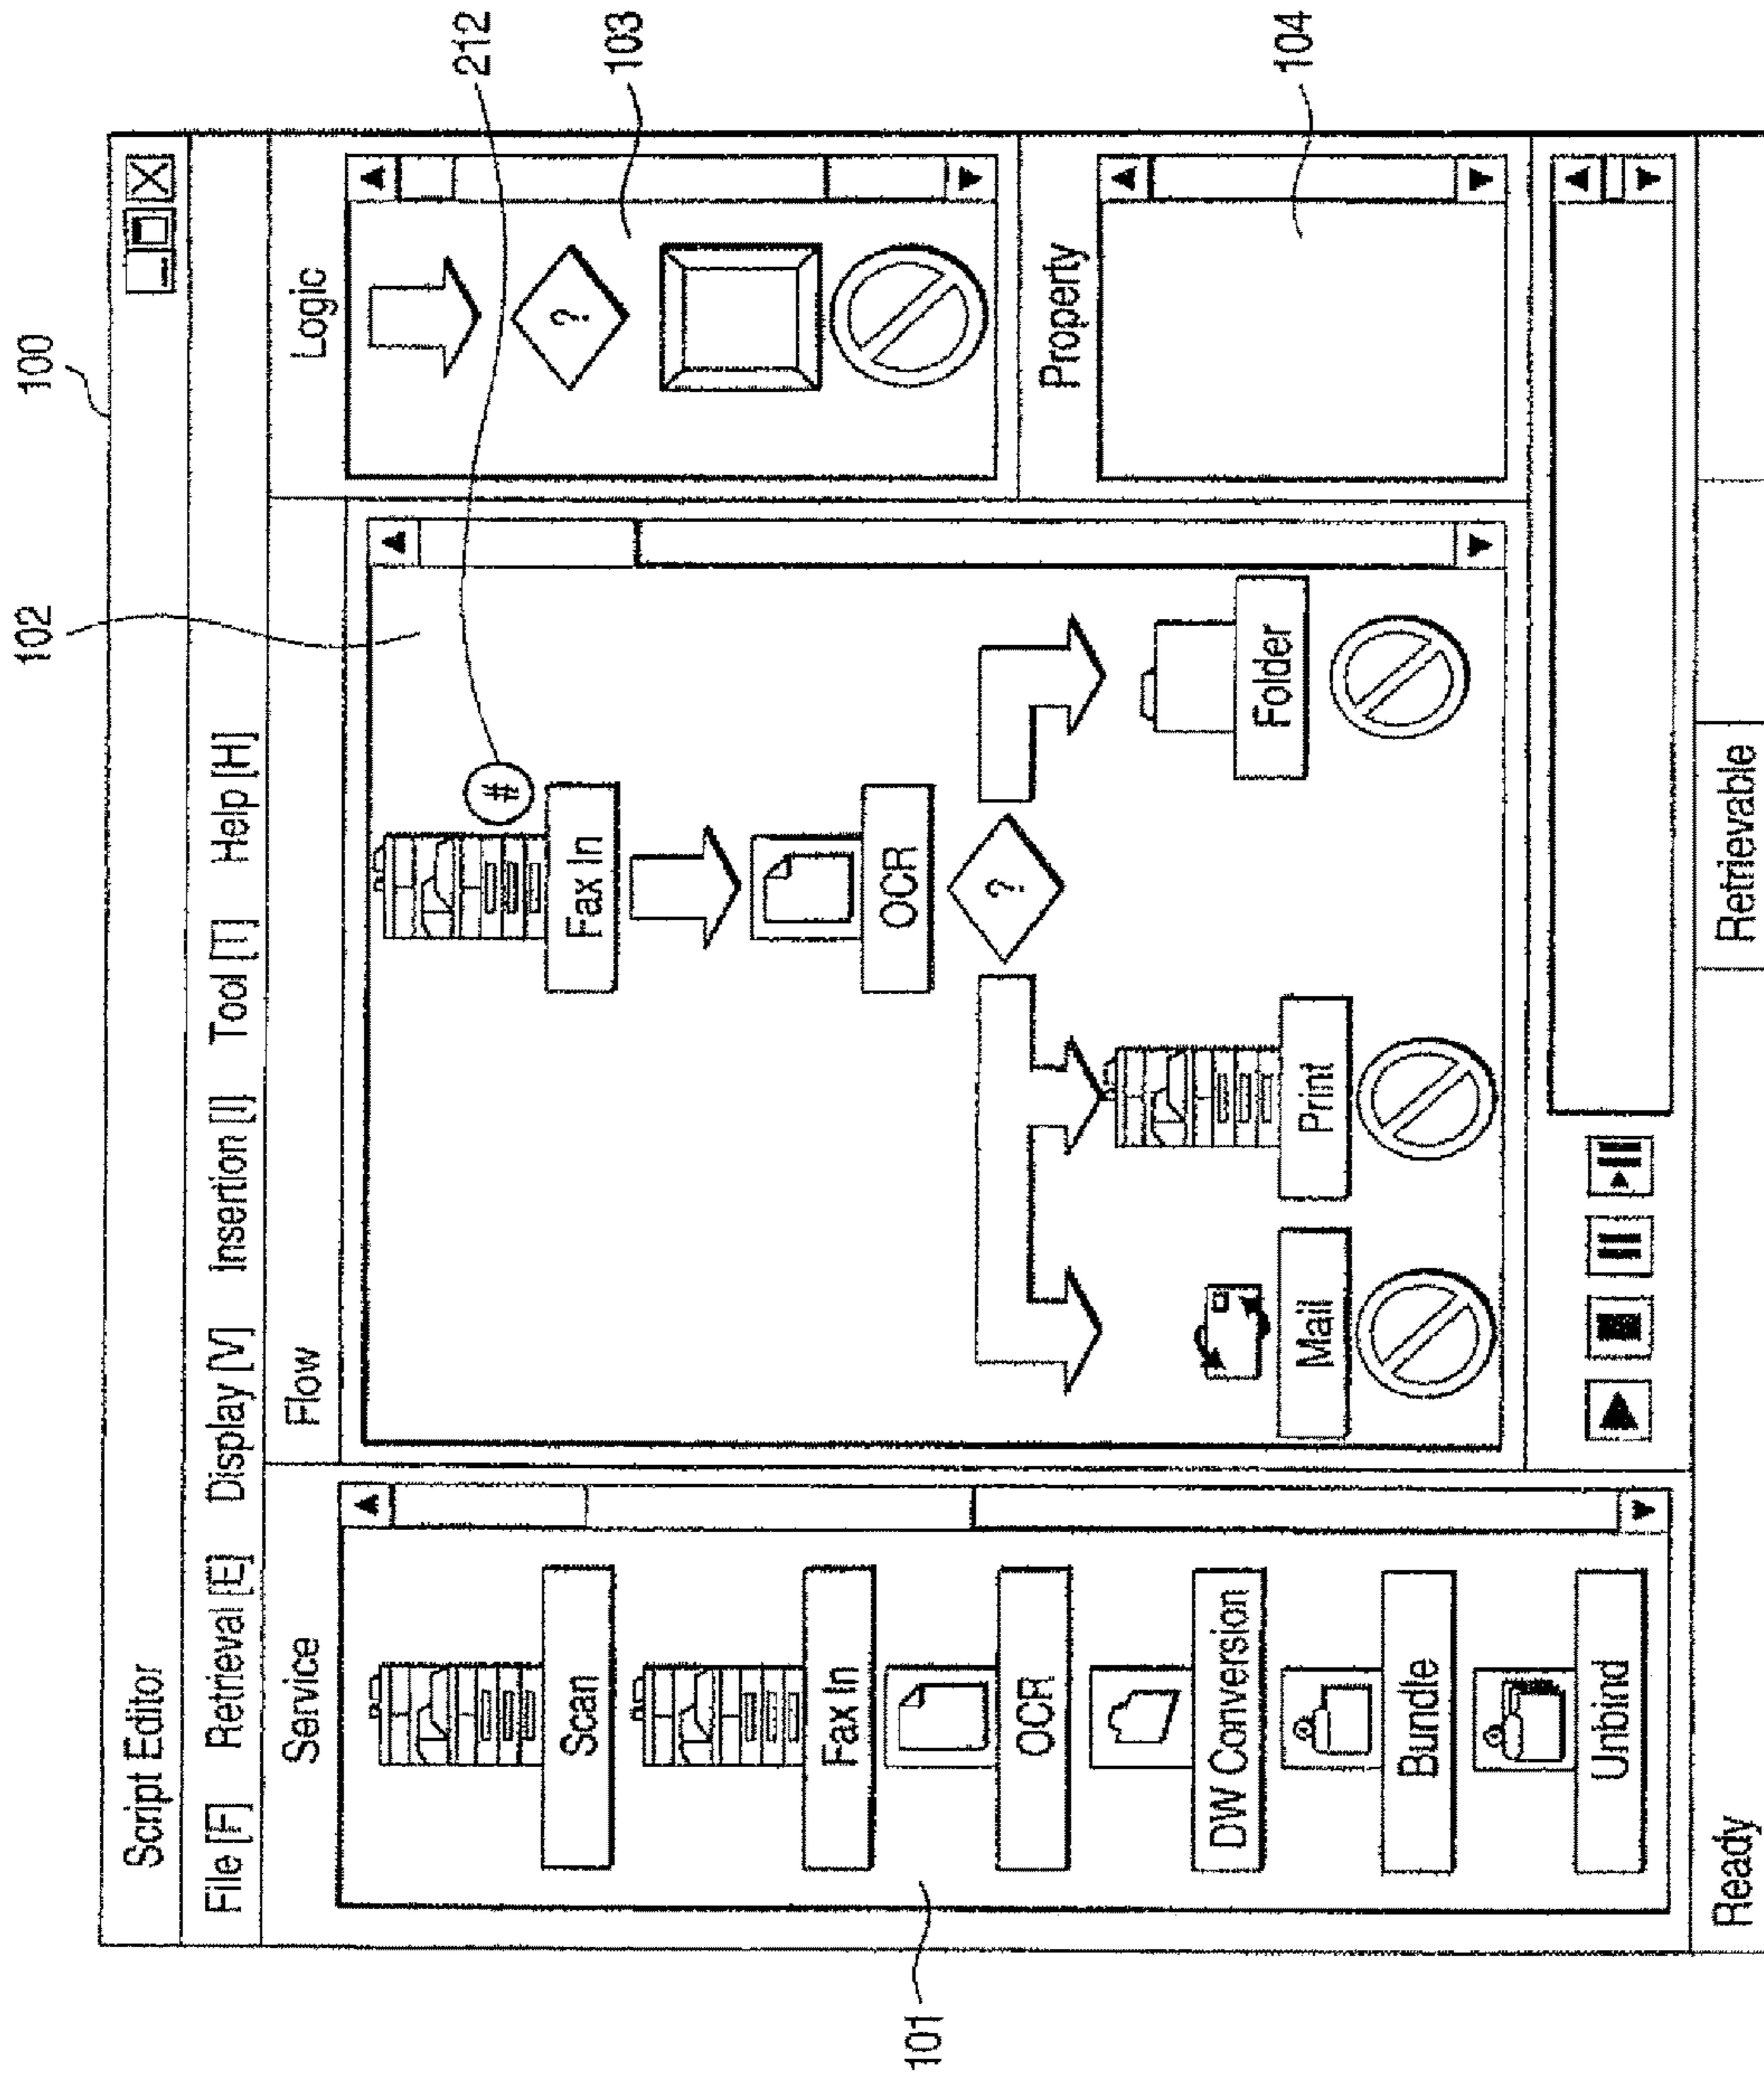 100
102
212
103
104
101
Script Editor
File [F] Retrieval [E] Display [V] Insertion [I] Tool [T] Help [H]
Service
Scan
Fax In
OCR
DW Conversion
Bundle
Unbind
Flow
#
Fax In
OCR
?
Mail
Print
Folder
Logic
?
Property
Ready
Retrievable